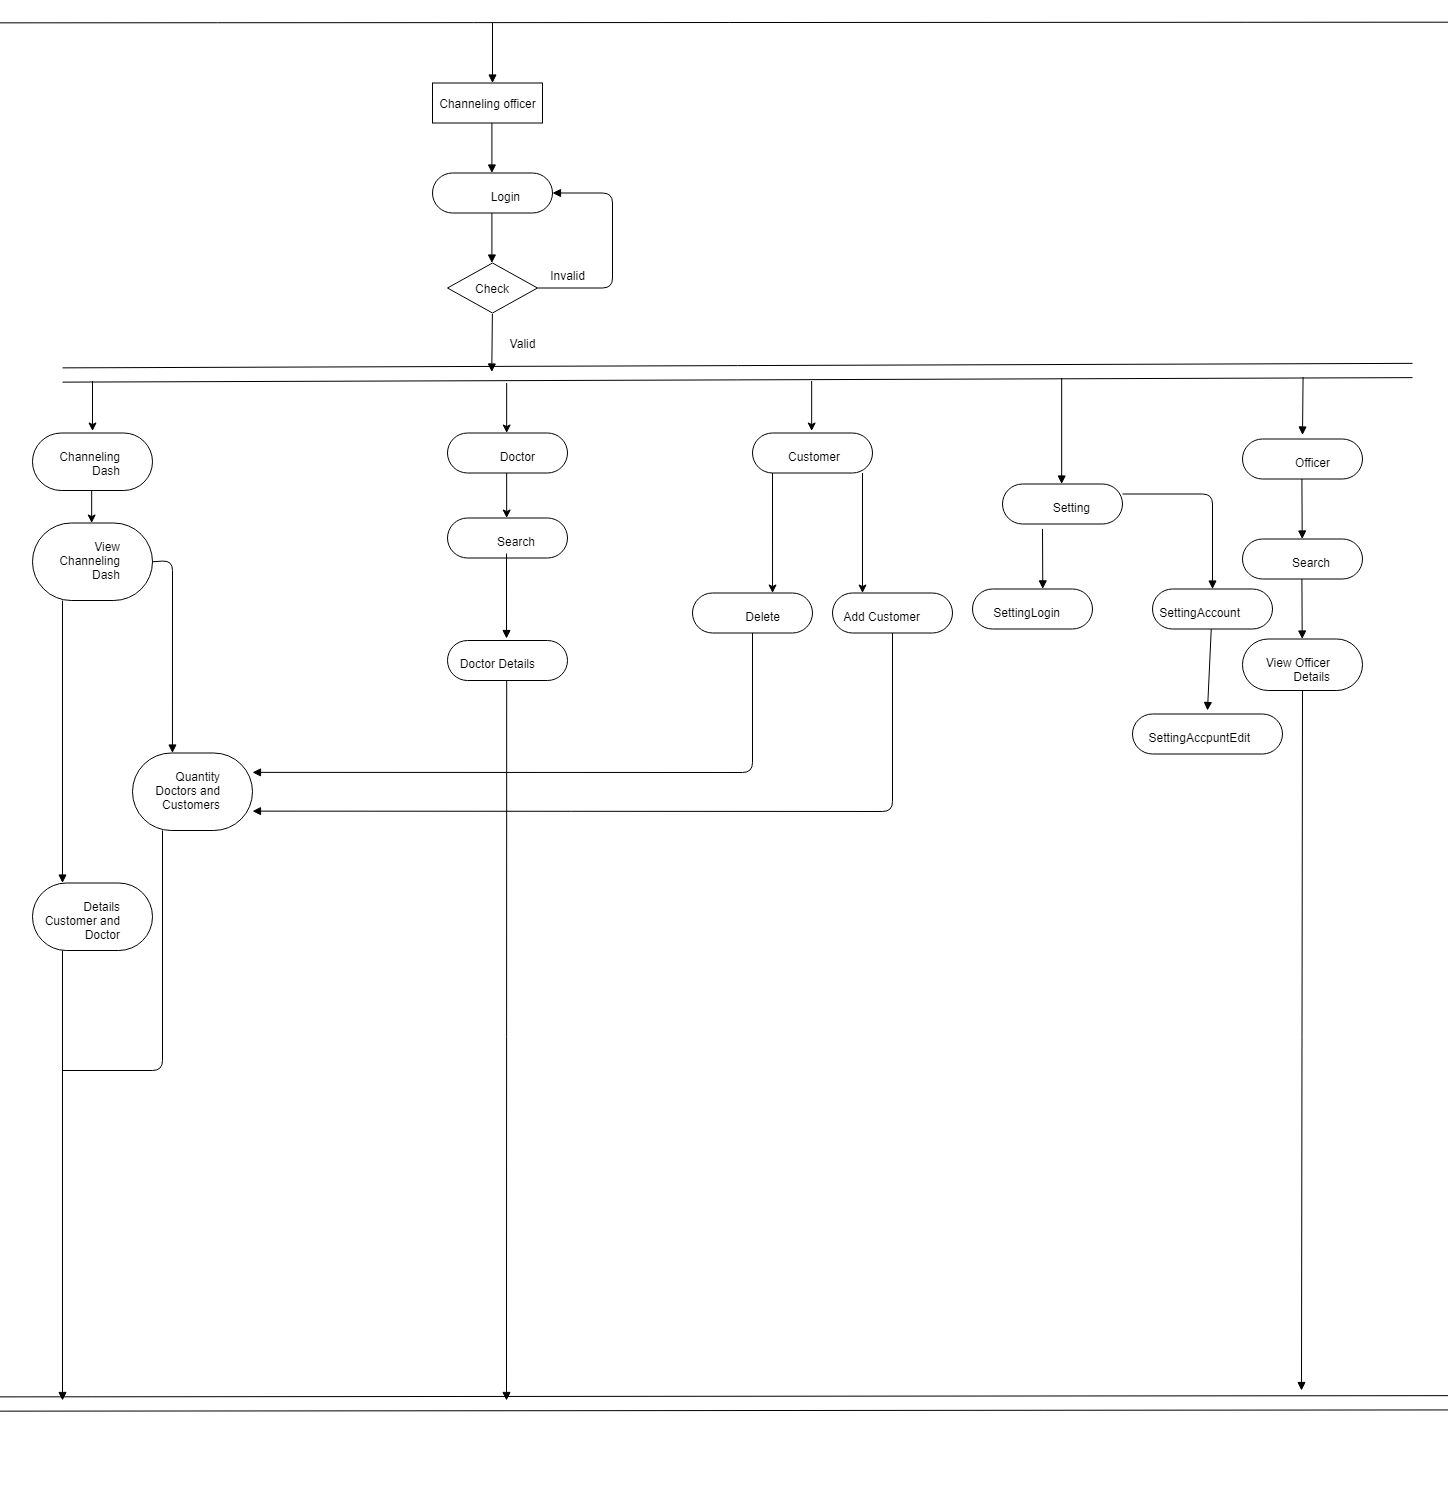 Channeling officer
Login
Invalid
Check
Valid
Channeling
Dash
Doctor
Customer
Setting
Officer
View
Channeling
Dash
Search
Search
Delete
Add Customer
SettingLogin
SettingAccount
Doctor Details
View Officer
Details
SettingAccpuntEdit
Quantity
Doctors and
Customers
Details
Customer and
Doctor